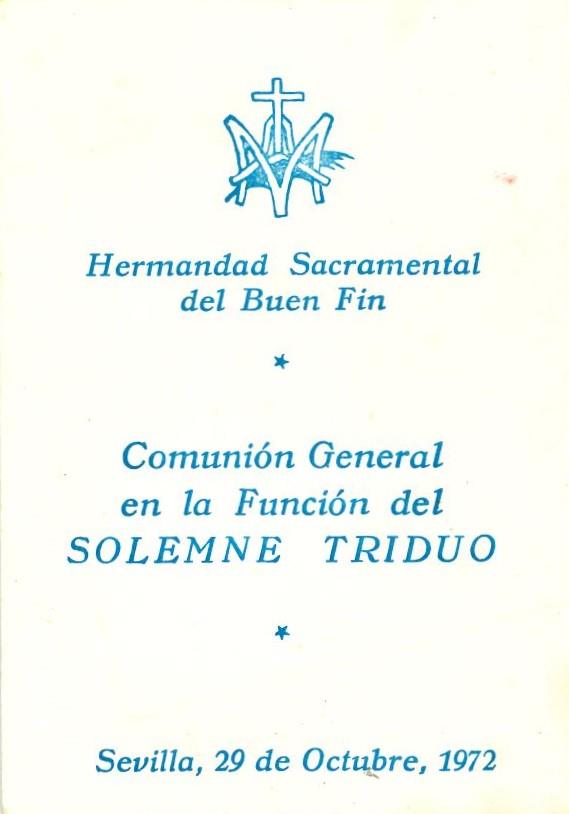 Hermandad Sacramental
del Buen Fin
Comunión General
en la Función del
SOLEMNE TRIDUO
Sevilla, 29 de Octubre, 1972